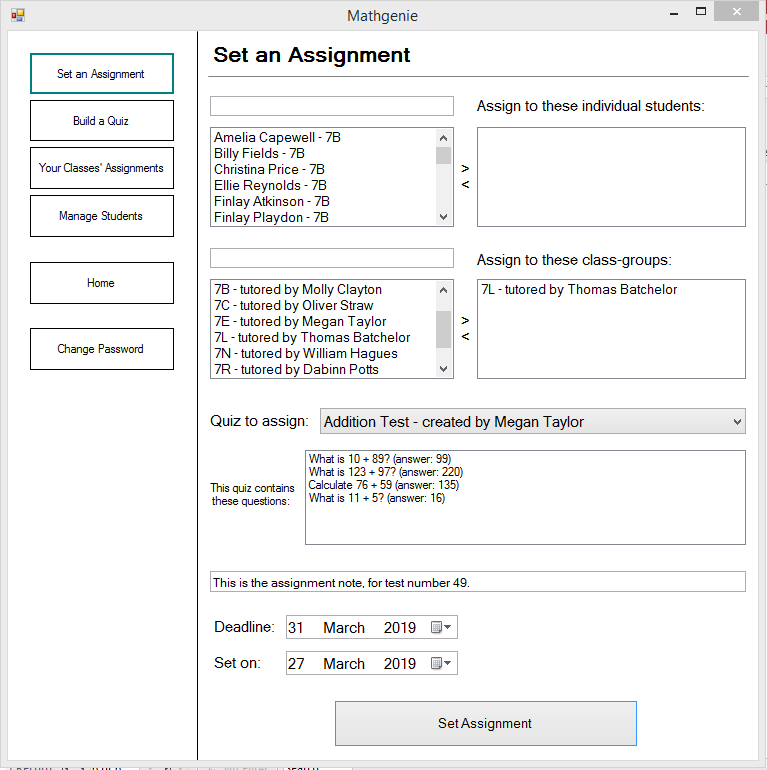 Mathgenie
Set an Assignment
Build a Quiz
Your Classes' Assignments
Manage Students
Home
Change Password
Set an Assignment
Assign to these individual students:
Amelia Capewell - 7B
Billy Fields - 7B
Christina Price - 7B
Ellie Reynolds - 7B
Finlay Atkinson - 7B
Finlay Playdon - 7B
>
<
Assign to these class-groups:
7B - tutored by Molly Clayton
7C - tutored by Oliver Straw
7E - tutored by Megan Taylor
7L - tutored by Thomas Batchelor
7N - tutored by William Hagues
7R - tutored by Dabinn Potts
>
<
7L - tutored by Thomas Batchelor
Quiz to assign:
Addition Test - created by Megan Taylor
This quiz contains
these questions:
What is 10 + 89? (answer: 99)
What is 123 + 97? (answer: 220)
Calculate 76 + 59 (answer: 135)
What is 11 + 5? (answer: 16)
This is the assignment note, for test number 49.
Deadline: 31 March 2019
Set on: 27 March 2019
Set Assignment